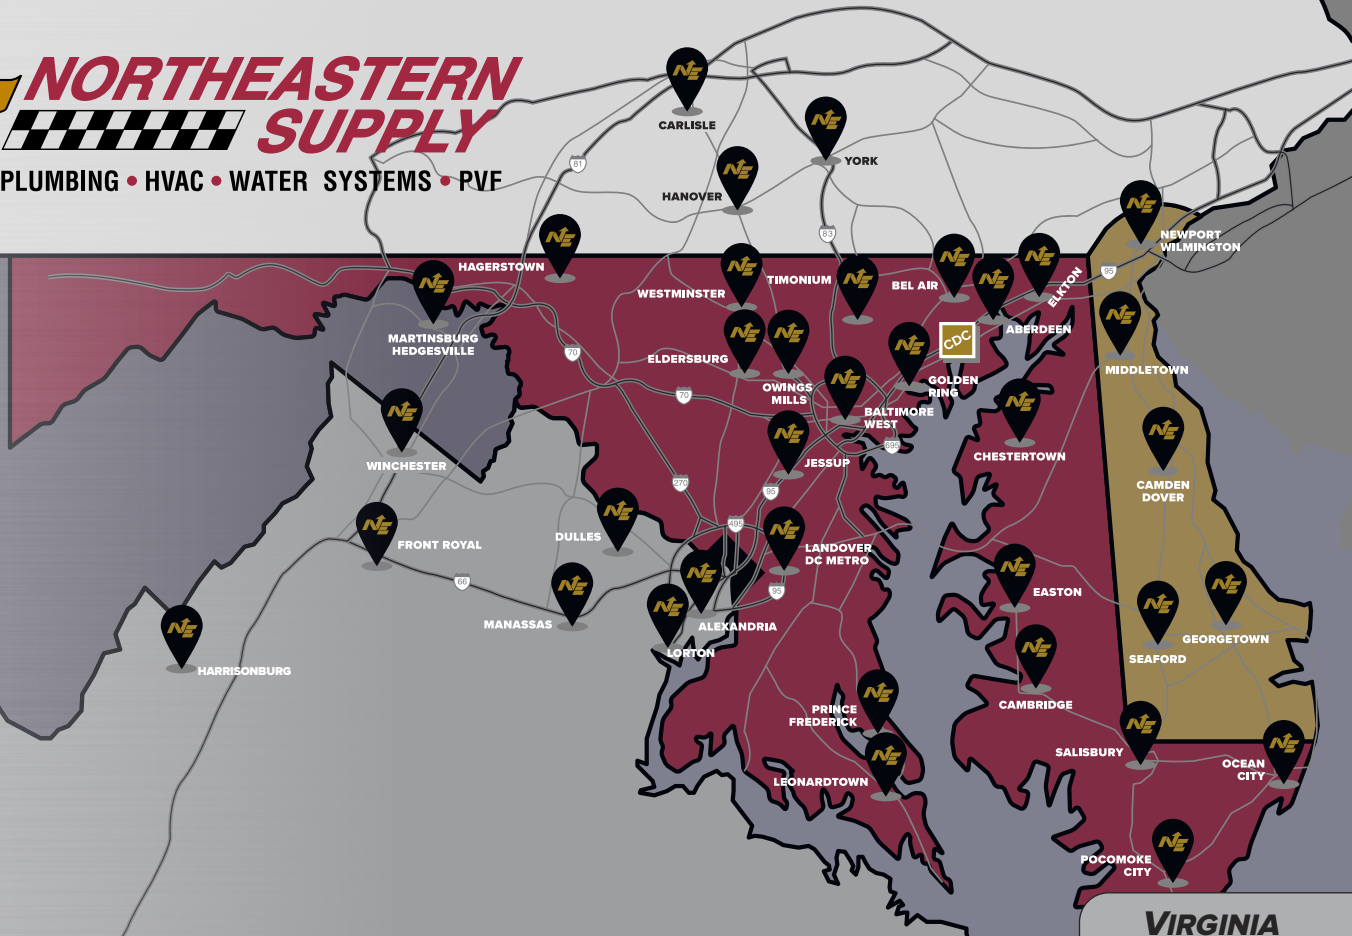 NORTHEASTERN
SUPPLY
PLUMBING • HVAC • WATER SYSTEMS • PVF
CARLISLE
YORK
81
HANOVER
83
NEWPORT
WILMINGTON
HAGERSTOWN
95
TIMONIUM
BEL AIR
ELKTON
WESTMINSTER
ABERDEEN
MARTINSBURG
HEDGESVILLE
CDC
70
ELDERSBURG
MIDDLETOWN
GOLDEN
RING
OWINGS
MILLS
70
BALTIMORE
WEST
695
CHESTERTOWN
WINCHESTER
JESSUP
270
95
CAMDEN
DOVER
495
DULLES
FRONT ROYAL
LANDOVER
DC METRO
66
95
EASTON
MANASSAS
ALEXANDRIA
GEORGETOWN
LORTON
SEAFORD
HARRISONBURG
CAMBRIDGE
PRINCE
FREDERICK
SALISBURY
OCEAN
CITY
LEONARDTOWN
POCOMOKE
CITY
VIRGINIA